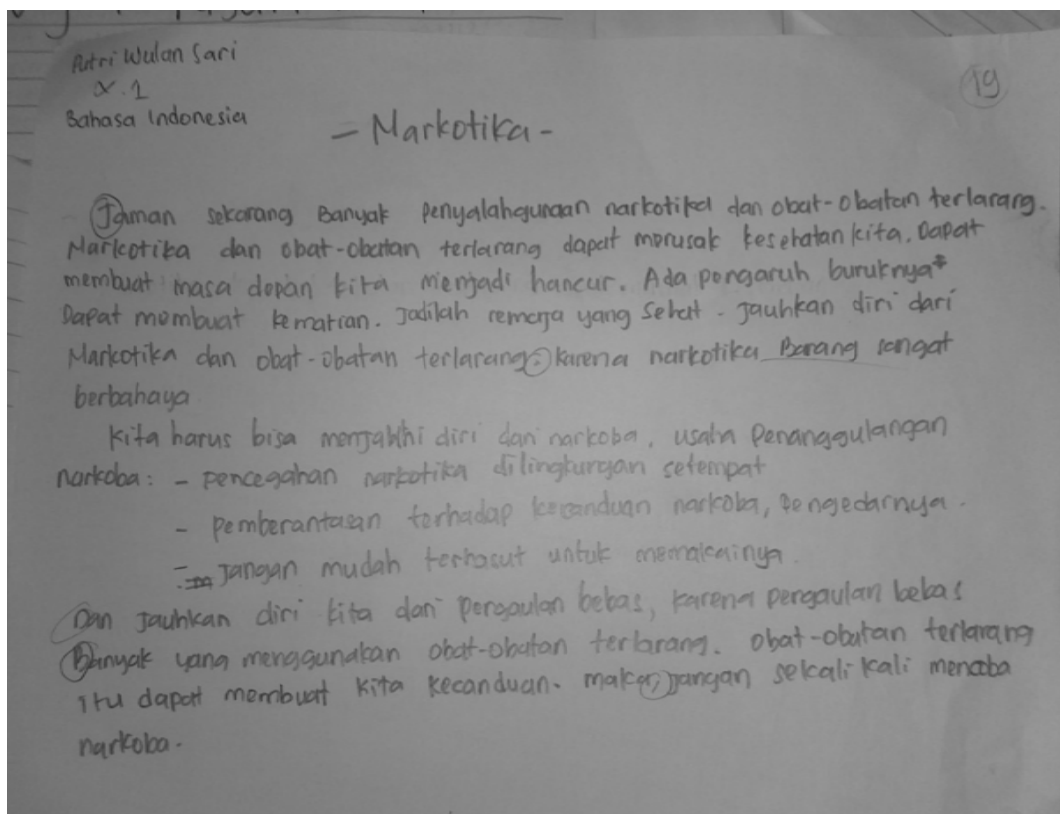 Putri Wulan Sari
X.1
Bahasa Indonesia
19
- Narkotika -
Jaman sekarang Banyak penyalahgunaan narkotika dan obat-obatan terlarang.
Narkotika dan obat-obatan terlarang dapat merusak kesehatan kita. Dapat
membuat masa depan kita menjadi hancur. Ada pengaruh buruknya*
Dapat membuat kematian. Jadilah remaja yang sehat. Jauhkan diri dari
Narkotika dan obat-obatan terlarang. karena narkotika Barang sangat
berbahaya
Kita harus bisa menjauhi diri dari narkoba. usaha Penanggulangan
narkoba: - pencegahan narkotika dilingkungan setempat
- pemberantasan terhadap kecanduan narkoba, pengedarnya.
- Jangan mudah terhasut untuk memakainya.
Dan Jauhkan diri kita dari pergaulan bebas, karena pergaulan bebas
Banyak yang menggunakan obat-obatan terlarang. obat-obatan terlarang
itu dapat membuat kita kecanduan. maka, jangan sekali kali mencoba
narkoba.